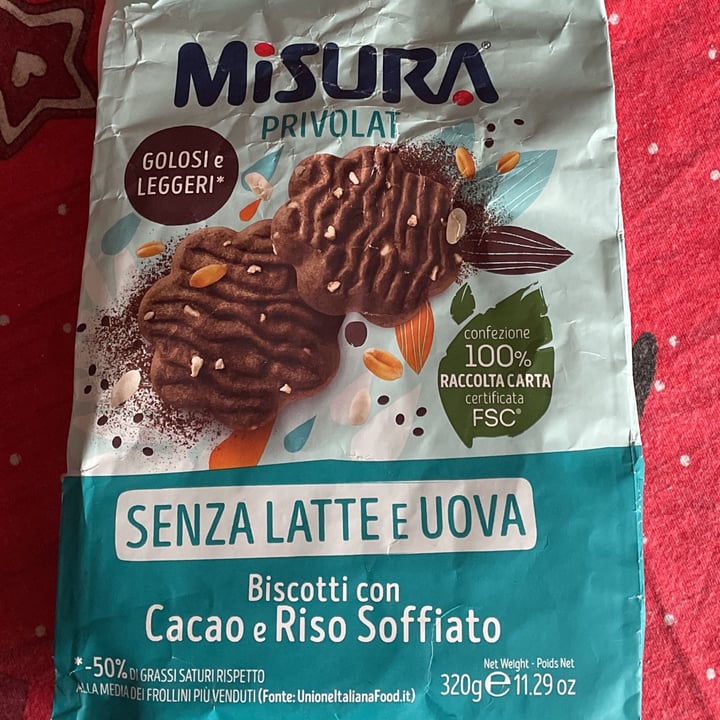 MiSURA®
PRIVOLAT
GOLOSI e
LEGGERI*
confezione
100%
RACCOLTA CARTA
certificata
FSC®
SENZA LATTE E UOVA
Biscotti con
Cacao e Riso Soffiato
*-50% DI GRASSI SATURI RISPETTO
ALLA MEDIA DEI FROLLINI PIÙ VENDUTI (Fonte: UnioneItalianaFood.it)
Net Weight - Poids Net
320g ℮ 11.29 oz